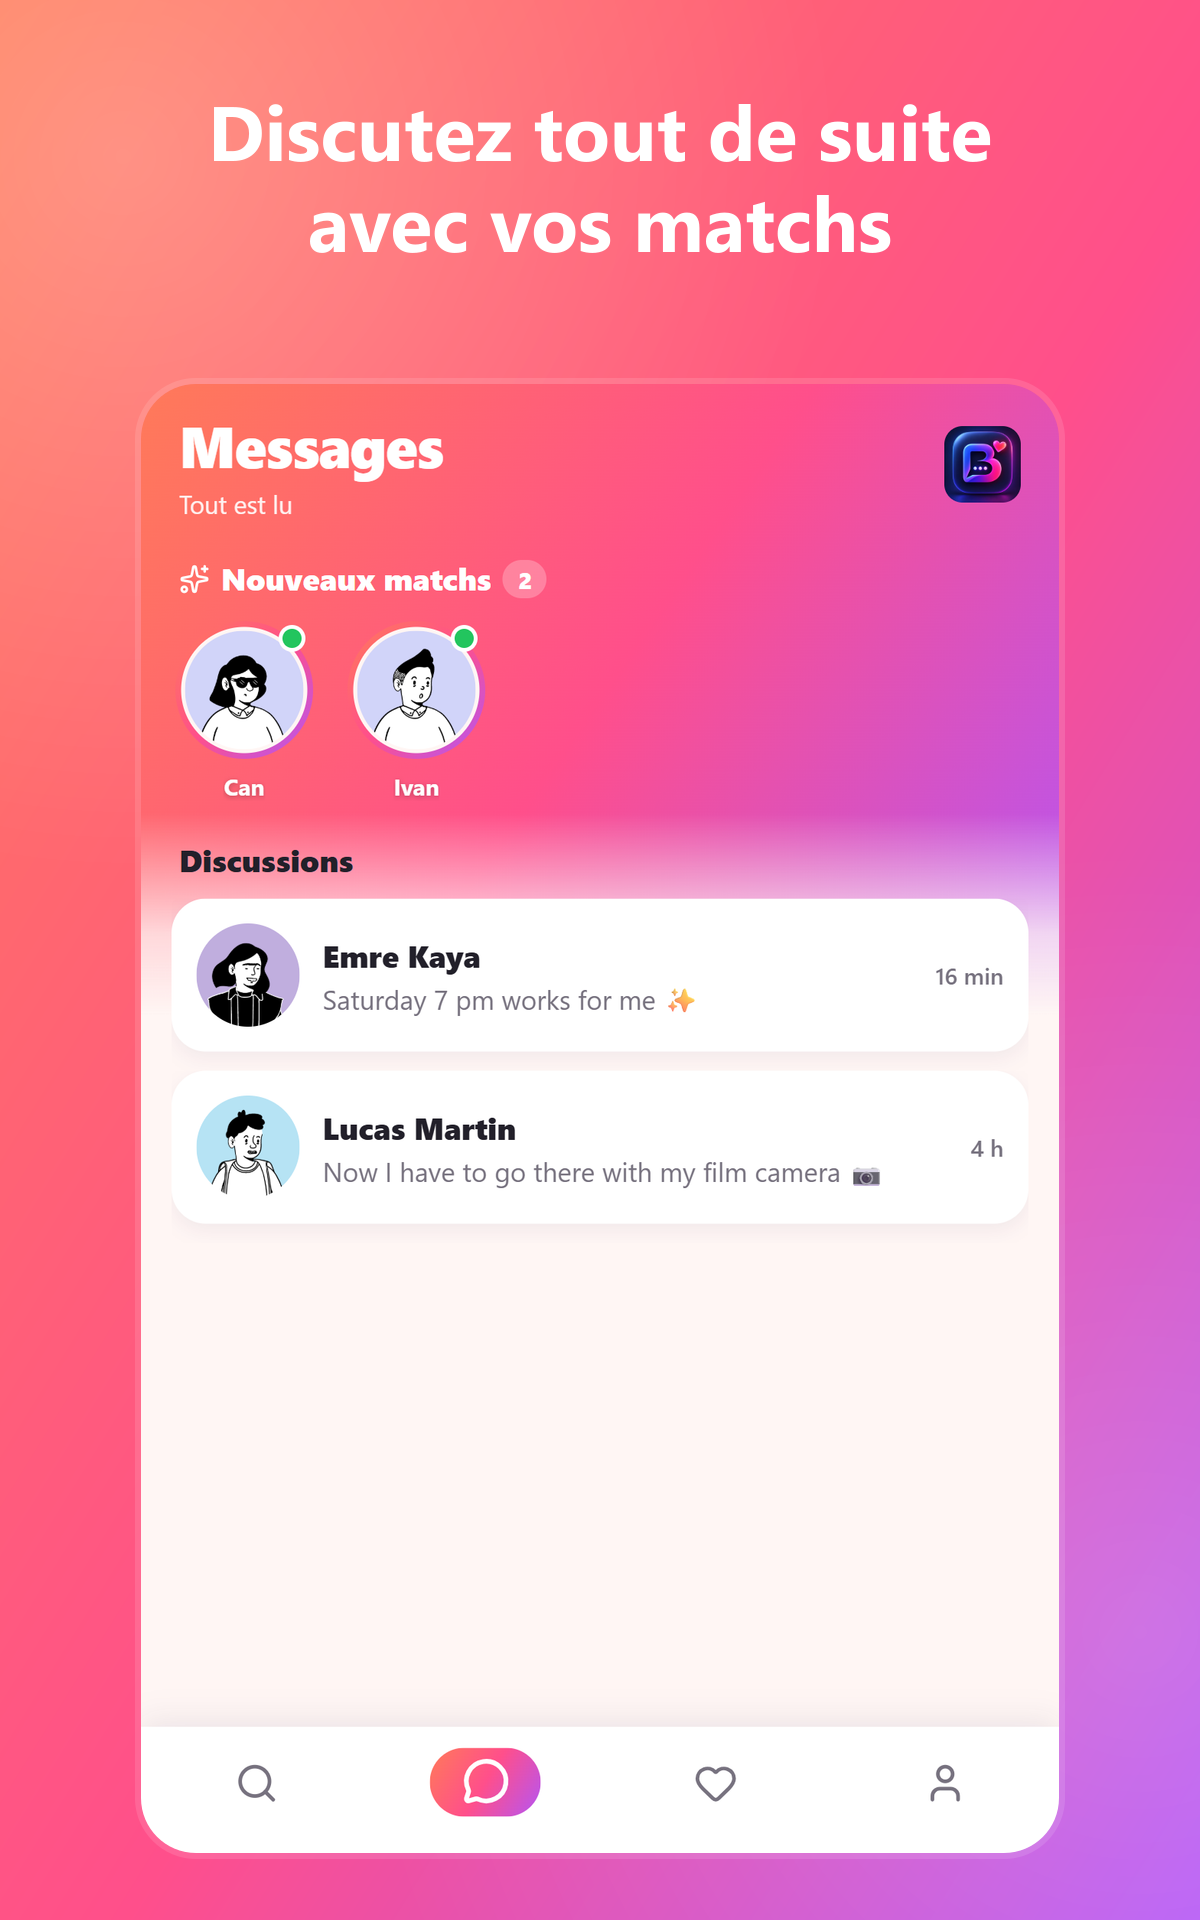 Discutez tout de suite
avec vos matchs
Messages
Tout est lu
Nouveaux matchs 2
Can
Ivan
Discussions
Emre Kaya
Saturday 7 pm works for me ✨
16 min
Lucas Martin
Now I have to go there with my film camera 📷
4 h